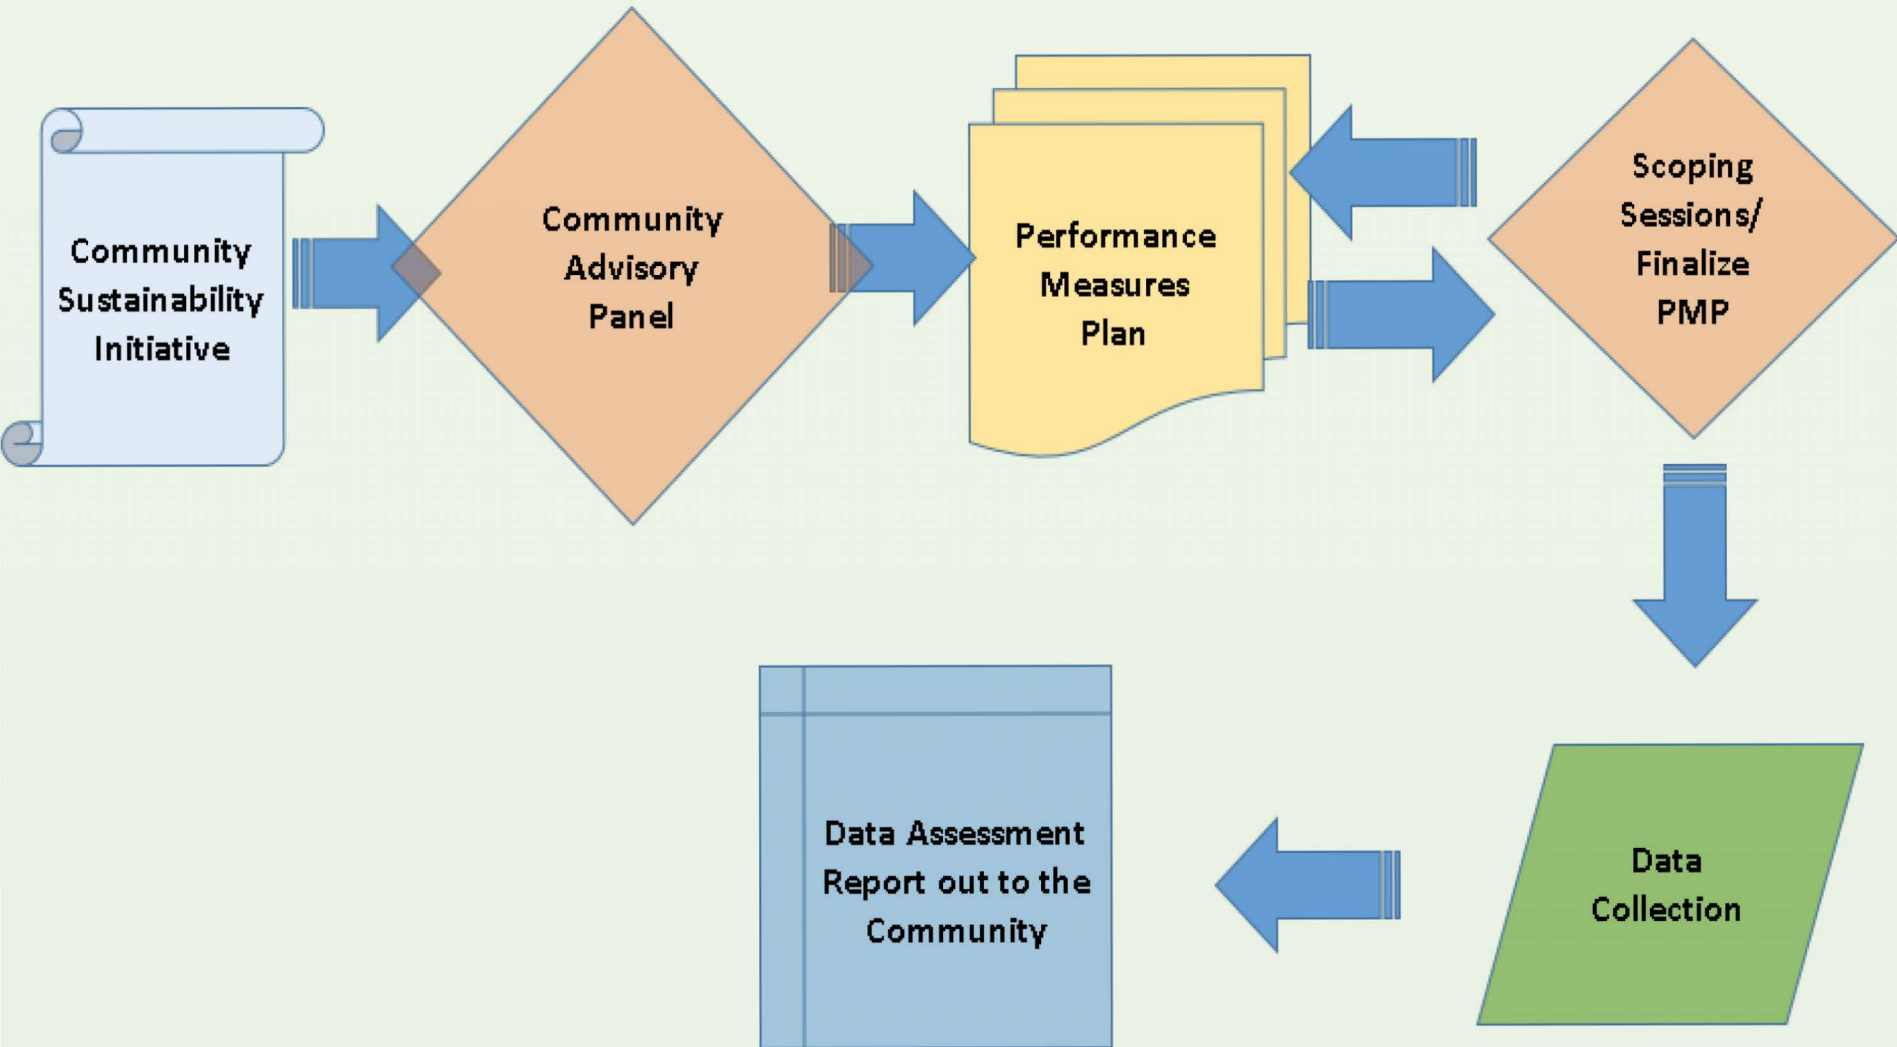 Community
Sustainability
Initiative
Community
Advisory
Panel
Performance
Measures
Plan
Scoping
Sessions/
Finalize
PMP
Data
Collection
Data Assessment
Report out to the
Community